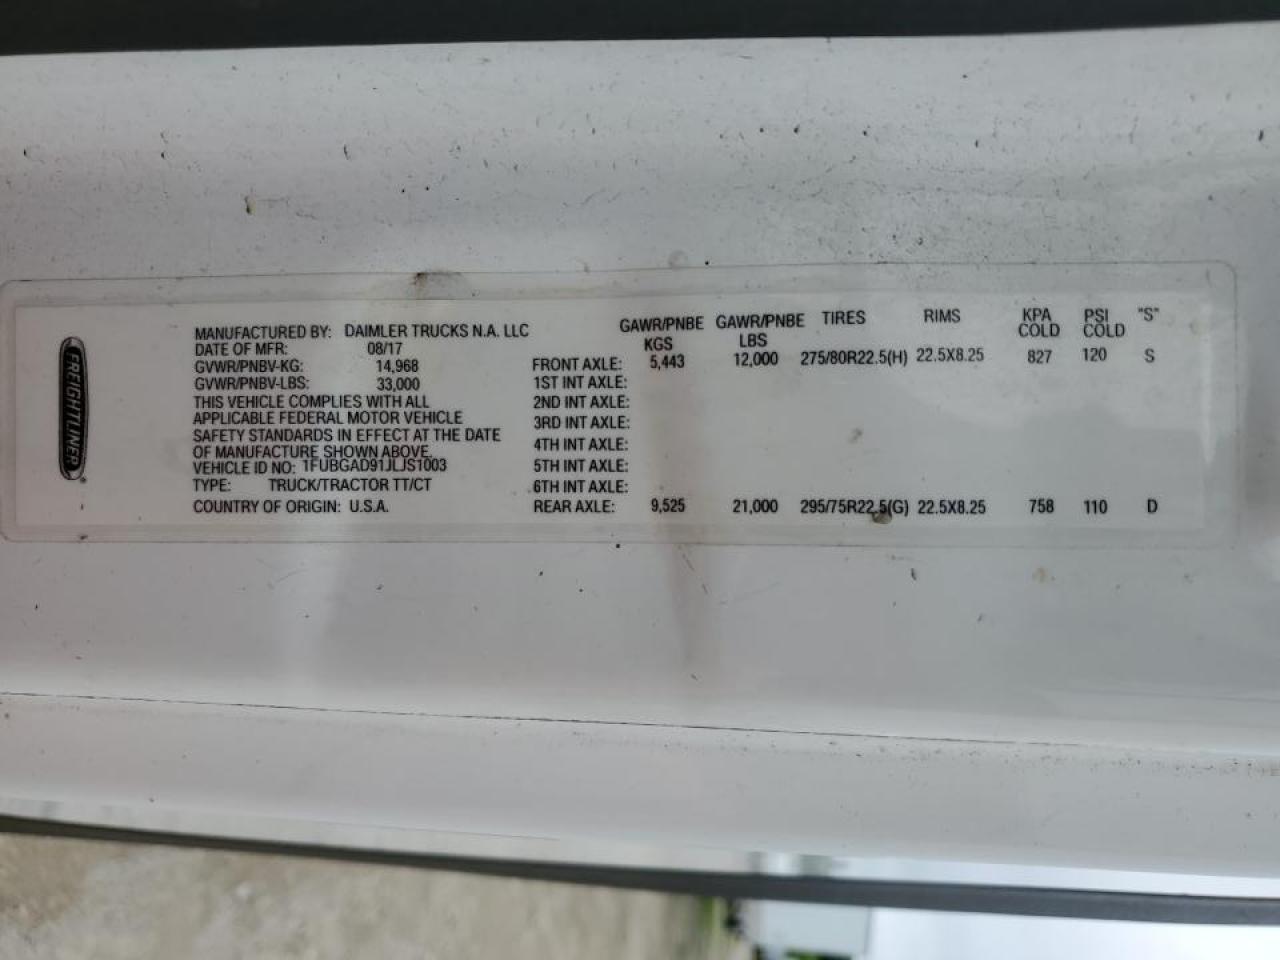 FREIGHTLINER
MANUFACTURED BY: DAIMLER TRUCKS N.A. LLC
DATE OF MFR: 08/17
GVWR/PNBV-KG: 14,968
GVWR/PNBV-LBS: 33,000
THIS VEHICLE COMPLIES WITH ALL
APPLICABLE FEDERAL MOTOR VEHICLE
SAFETY STANDARDS IN EFFECT AT THE DATE
OF MANUFACTURE SHOWN ABOVE.
VEHICLE ID NO: 1FUBGAD91JLJS1003
TYPE: TRUCK/TRACTOR TT/CT
COUNTRY OF ORIGIN: U.S.A.
GAWR/PNBE KGS GAWR/PNBE LBS TIRES RIMS KPA COLD PSI COLD "S"
FRONT AXLE: 5,443 12,000 275/80R22.5(H) 22.5X8.25 827 120 S
1ST INT AXLE:
2ND INT AXLE:
3RD INT AXLE:
4TH INT AXLE:
5TH INT AXLE:
6TH INT AXLE:
REAR AXLE: 9,525 21,000 295/75R22.5(G) 22.5X8.25 758 110 D